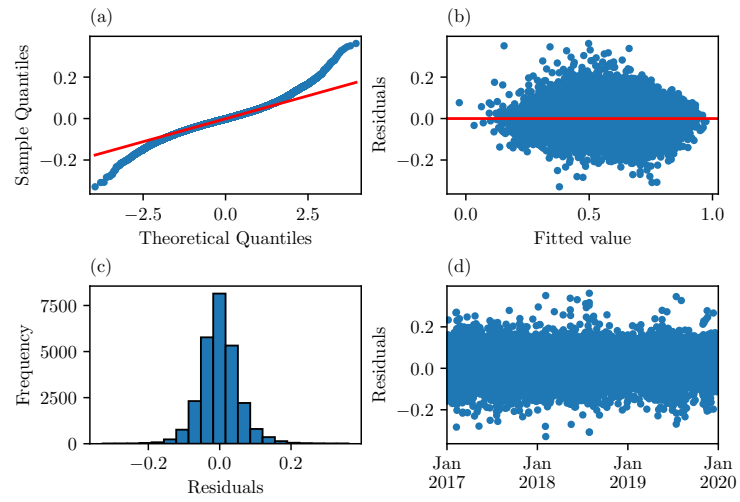 (a)
Sample Quantiles
0.2
0.0
−0.2
−2.5 0.0 2.5
Theoretical Quantiles
(b)
Residuals
0.2
0.0
−0.2
0.0 0.5 1.0
Fitted value
(c)
Frequency
7500
5000
2500
0
−0.2 0.0 0.2
Residuals
(d)
Residuals
0.2
0.0
−0.2
Jan Jan Jan Jan
2017 2018 2019 2020